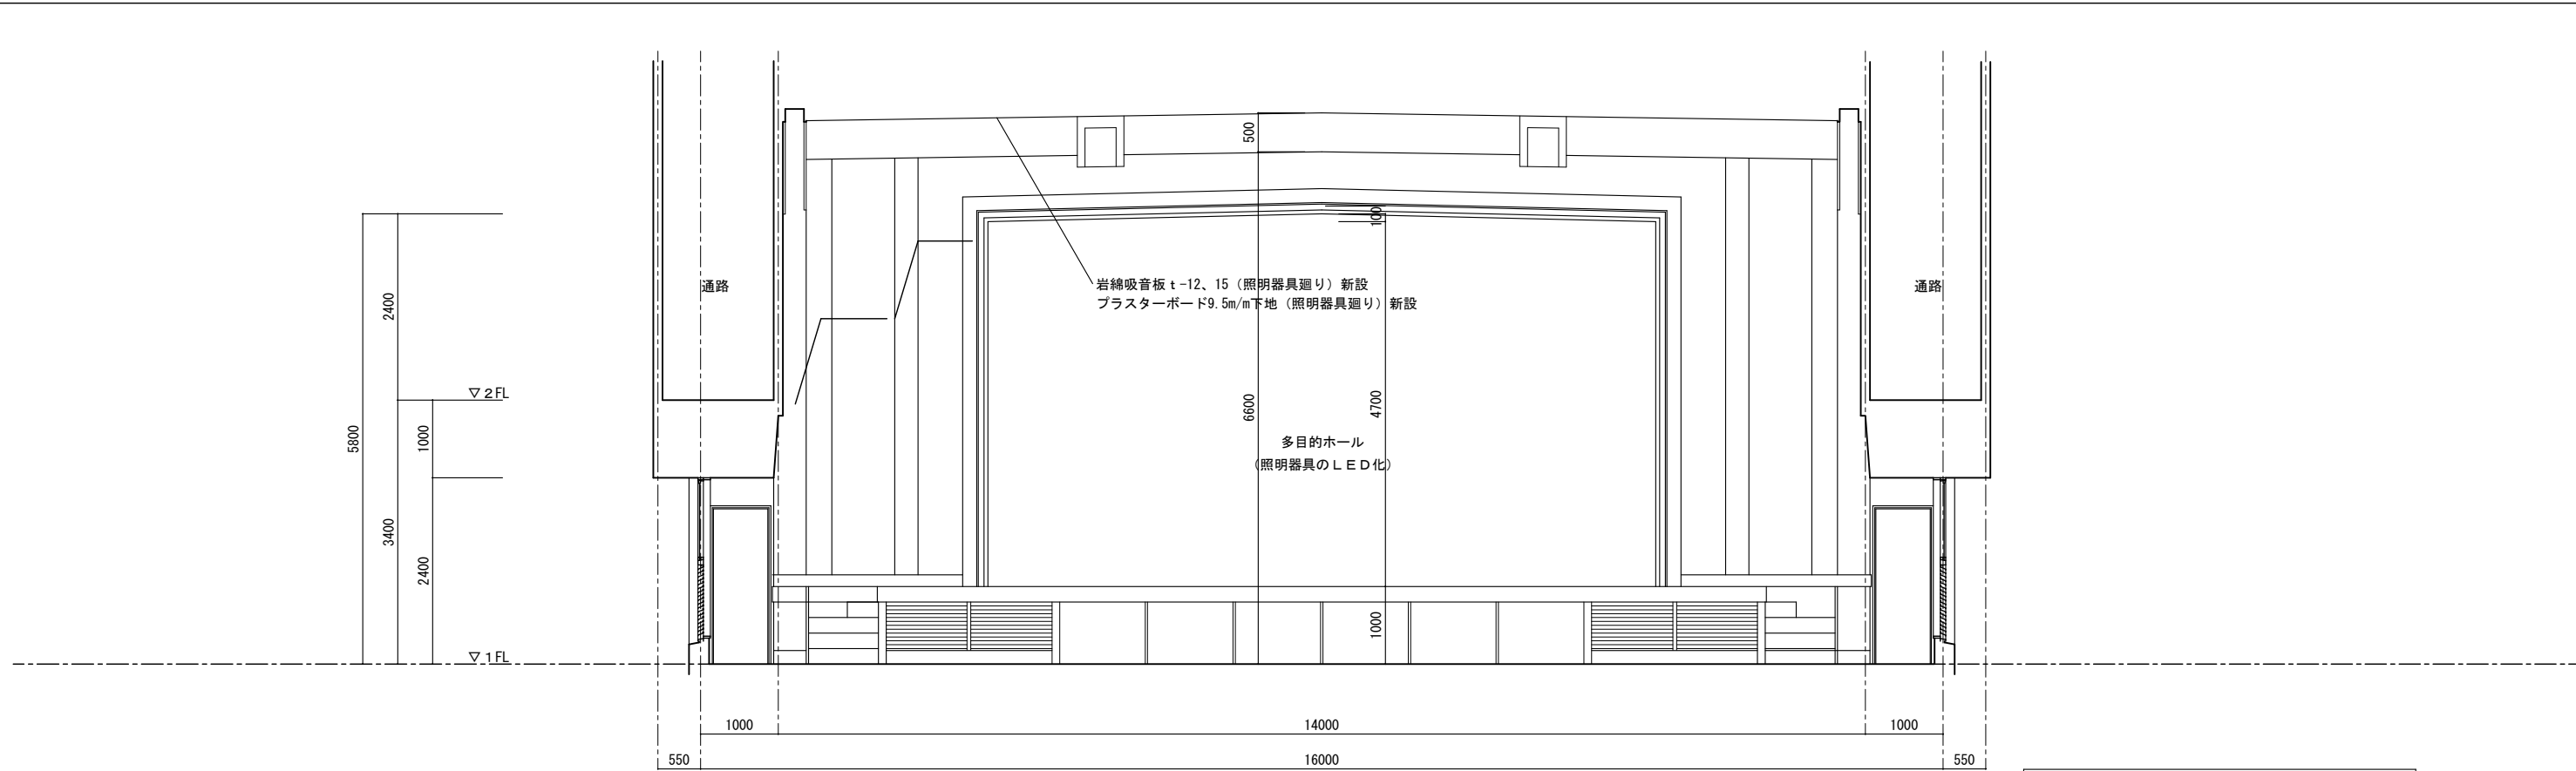 500
100
通路
岩綿吸音板ｔ-12、15（照明器具廻り）新設
プラスターボード9.5m/m下地（照明器具廻り）新設
通路
2400
▽２FL
5800
1000
6600
4700
多目的ホール
（照明器具のＬＥＤ化）
3400
2400
1000
▽１FL
1000
14000
1000
550
16000
550